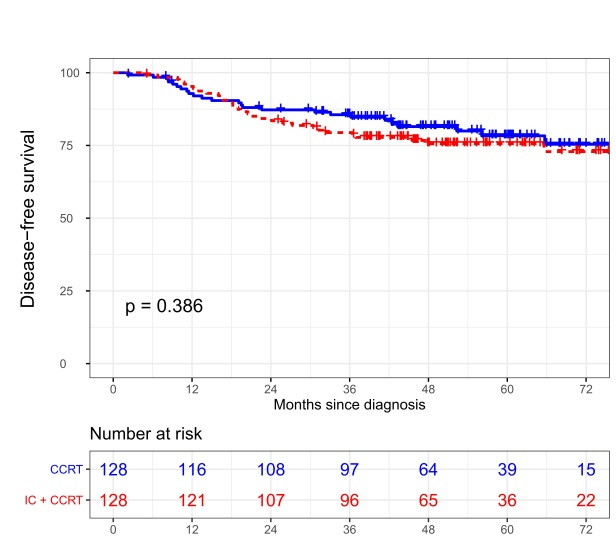 Disease−free survival
100
75
50
25
0
p = 0.386
0 12 24 36 48 60 72
Months since diagnosis
Number at risk
CCRT 128 116 108 97 64 39 15
IC + CCRT 128 121 107 96 65 36 22
0 12 24 36 48 60 72